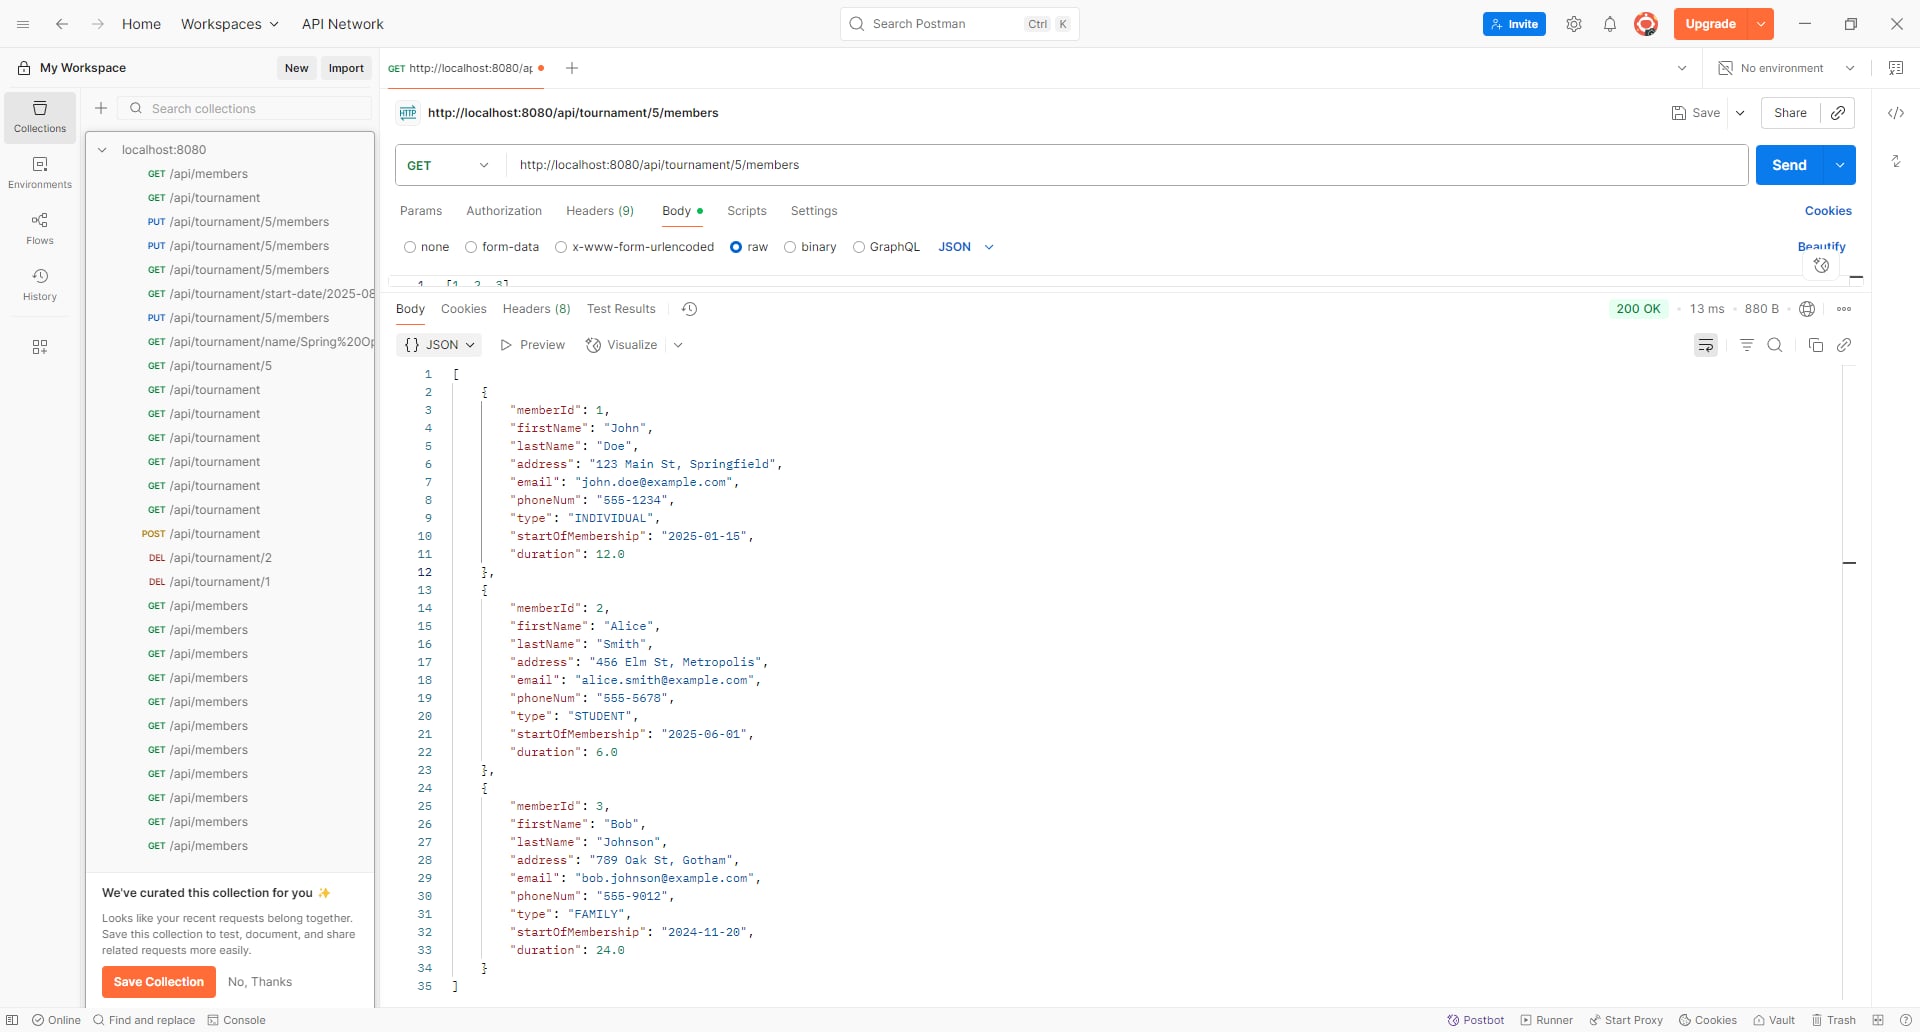 Home Workspaces API Network
Search Postman Ctrl K
Invite Upgrade
My Workspace New Import
GET http://localhost:8080/ap
No environment
Search collections
Collections
Environments
Flows
History
localhost:8080
GET /api/members
GET /api/tournament
PUT /api/tournament/5/members
PUT /api/tournament/5/members
GET /api/tournament/5/members
GET /api/tournament/start-date/2025-08
PUT /api/tournament/5/members
GET /api/tournament/name/Spring%20Op
GET /api/tournament/5
GET /api/tournament
GET /api/tournament
GET /api/tournament
GET /api/tournament
GET /api/tournament
GET /api/tournament
POST /api/tournament
DEL /api/tournament/2
DEL /api/tournament/1
GET /api/members
GET /api/members
GET /api/members
GET /api/members
GET /api/members
GET /api/members
GET /api/members
GET /api/members
GET /api/members
GET /api/members
GET /api/members
We've curated this collection for you ✨
Looks like your recent requests belong together.
Save this collection to test, document, and share
related requests more easily.
Save Collection No, Thanks
HTTP http://localhost:8080/api/tournament/5/members
Save Share
GET http://localhost:8080/api/tournament/5/members
Send
Params Authorization Headers (9) Body Scripts Settings
Cookies
none form-data x-www-form-urlencoded raw binary GraphQL JSON
Beautify
1 [1, 2, 3]
Body Cookies Headers (8) Test Results
200 OK 13 ms 880 B
{} JSON Preview Visualize
1 [
2 {
3 "memberId": 1,
4 "firstName": "John",
5 "lastName": "Doe",
6 "address": "123 Main St, Springfield",
7 "email": "john.doe@example.com",
8 "phoneNum": "555-1234",
9 "type": "INDIVIDUAL",
10 "startOfMembership": "2025-01-15",
11 "duration": 12.0
12 },
13 {
14 "memberId": 2,
15 "firstName": "Alice",
16 "lastName": "Smith",
17 "address": "456 Elm St, Metropolis",
18 "email": "alice.smith@example.com",
19 "phoneNum": "555-5678",
20 "type": "STUDENT",
21 "startOfMembership": "2025-06-01",
22 "duration": 6.0
23 },
24 {
25 "memberId": 3,
26 "firstName": "Bob",
27 "lastName": "Johnson",
28 "address": "789 Oak St, Gotham",
29 "email": "bob.johnson@example.com",
30 "phoneNum": "555-9012",
31 "type": "FAMILY",
32 "startOfMembership": "2024-11-20",
33 "duration": 24.0
34 }
35 ]
Online Find and replace Console
Postbot Runner Start Proxy Cookies Vault Trash